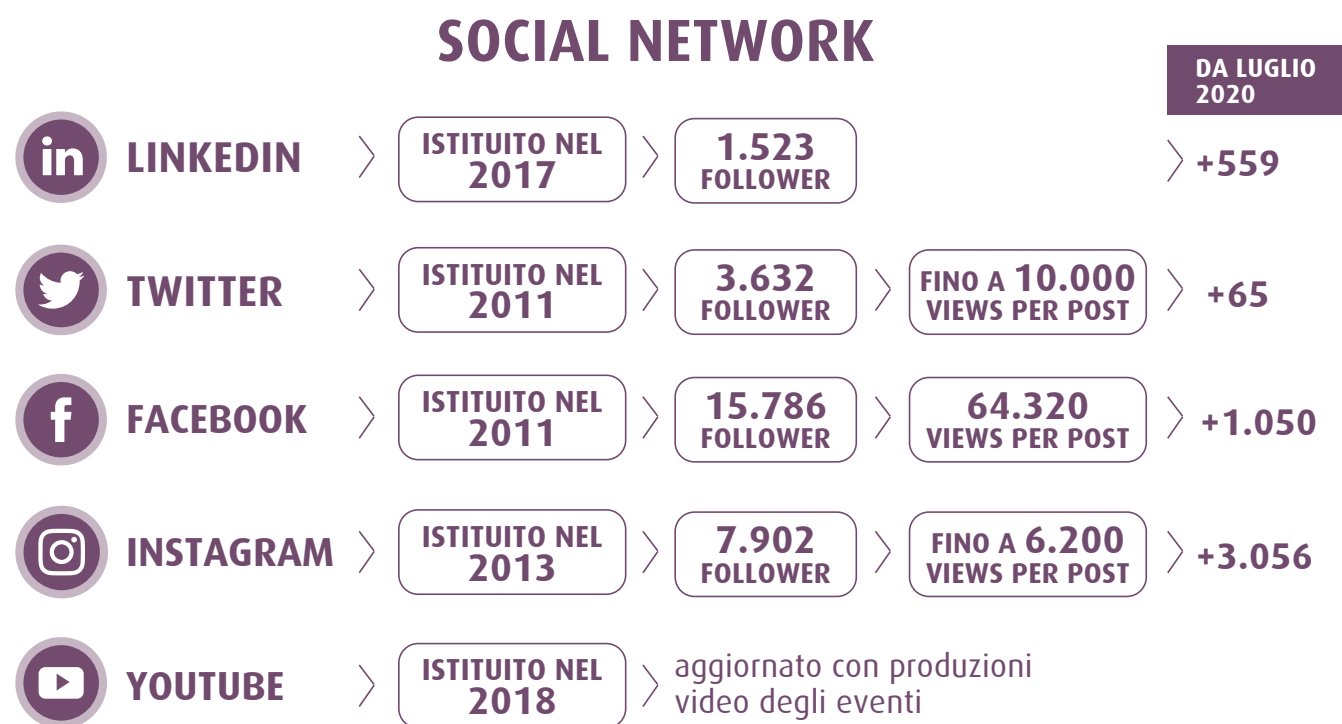 SOCIAL NETWORK
DA LUGLIO
2020
in
LINKEDIN
ISTITUITO NEL
2017
1.523
FOLLOWER
+559
TWITTER
ISTITUITO NEL
2011
3.632
FOLLOWER
FINO A 10.000
VIEWS PER POST
+65
f
FACEBOOK
ISTITUITO NEL
2011
15.786
FOLLOWER
64.320
VIEWS PER POST
+1.050
INSTAGRAM
ISTITUITO NEL
2013
7.902
FOLLOWER
FINO A 6.200
VIEWS PER POST
+3.056
YOUTUBE
ISTITUITO NEL
2018
aggiornato con produzioni
video degli eventi